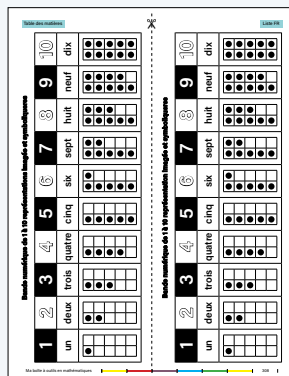 Table des matières
Liste FR
Bande numérique de 1 à 10 représentations imagée et symboliques
1 2 3 4 5 6 7 8 9 10
un deux trois quatre cinq six sept huit neuf dix
Bande numérique de 1 à 10 représentation imagée et symboliques
1 2 3 4 5 6 7 8 9 10
un deux trois quatre cinq six sept huit neuf dix
Ma boîte à outils en mathématiques